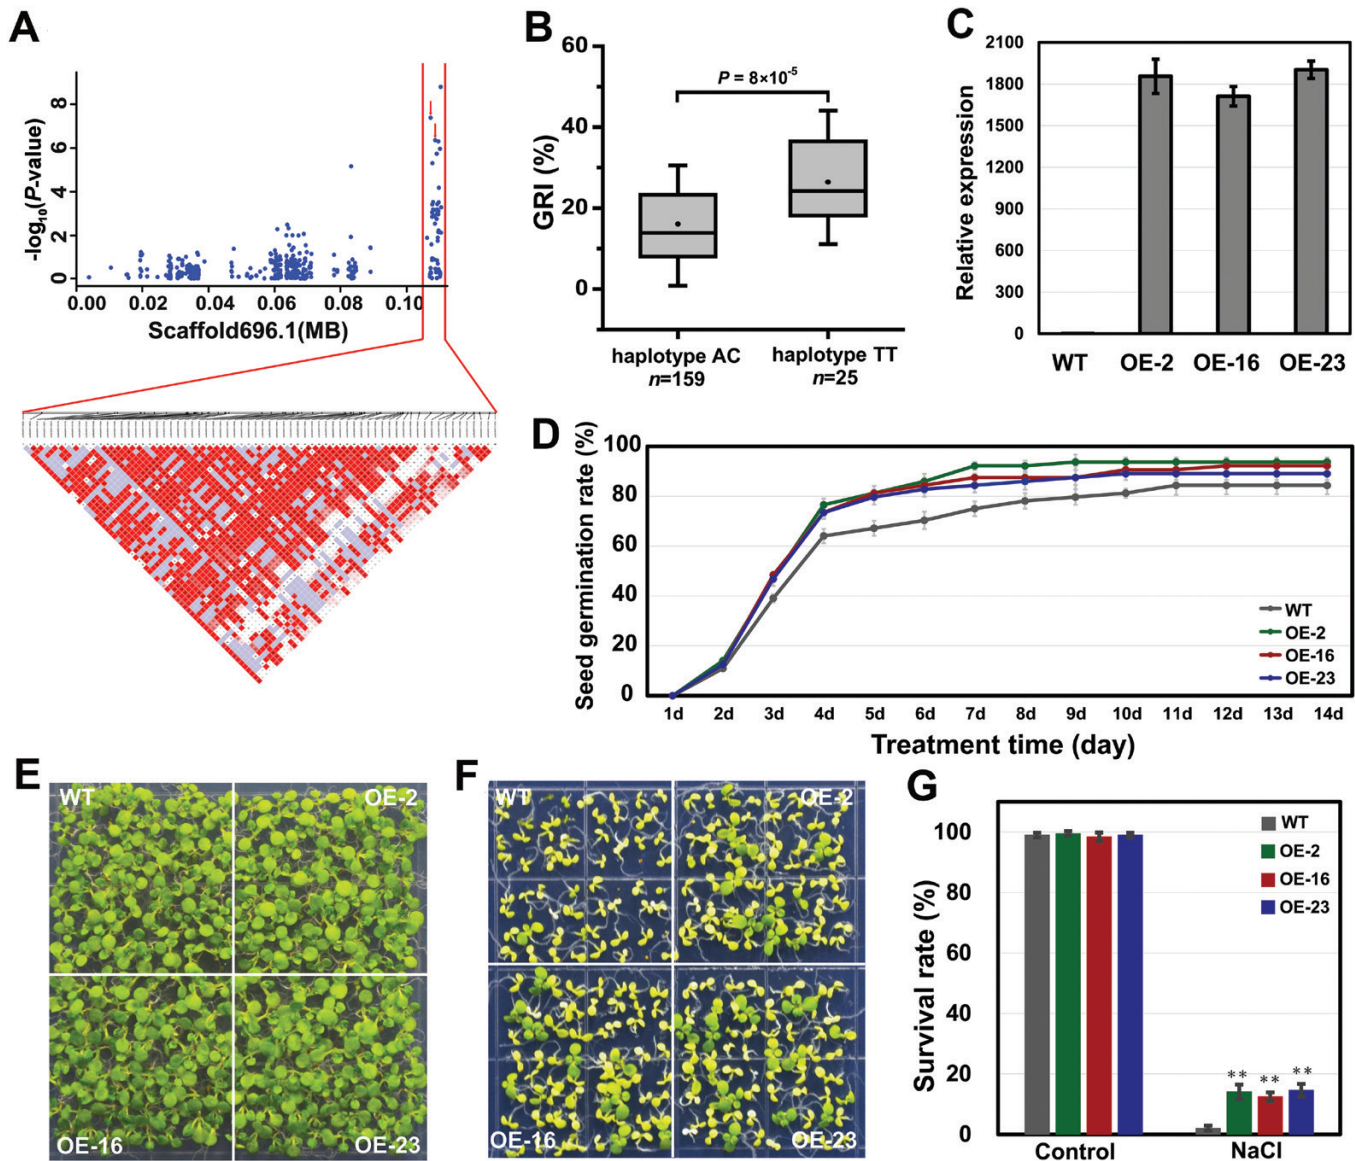 A
-log10(P-value)
8
6
4
2
0
0.00 0.02 0.04 0.06 0.08 0.10
Scaffold696.1(MB)
B
GRI (%)
60
40
20
0
P = 8×10-5
haplotype AC
n=159
haplotype TT
n=25
C
Relative expression
2100
1800
1500
1200
900
600
300
0
WT OE-2 OE-16 OE-23
D
Seed germination rate (%)
100
80
60
40
20
0
WT
OE-2
OE-16
OE-23
1d 2d 3d 4d 5d 6d 7d 8d 9d 10d 11d 12d 13d 14d
Treatment time (day)
E
WT OE-2
OE-16 OE-23
F
WT OE-2
OE-16 OE-23
G
Survival rate (%)
100
80
60
40
20
0
WT
OE-2
OE-16
OE-23
** ** **
Control NaCl